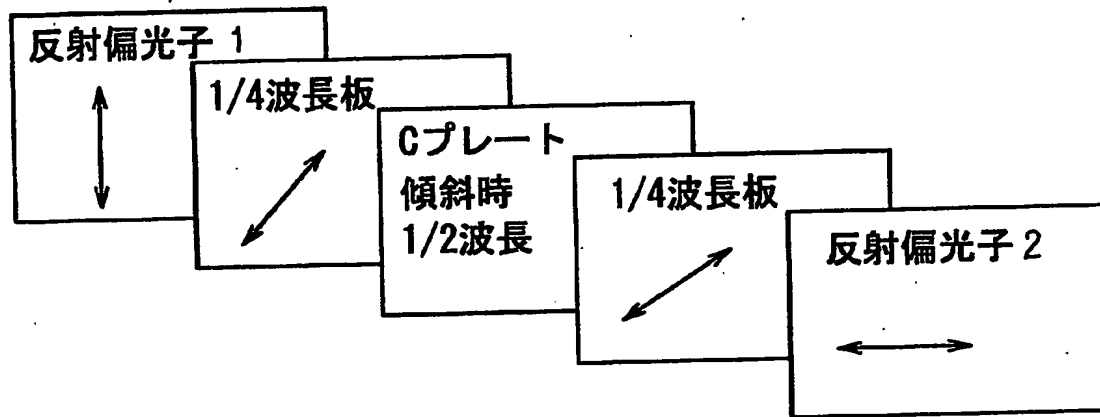 反射偏光子 1
1/4波長板
Cプレート
傾斜時
1/2波長
1/4波長板
反射偏光子 2